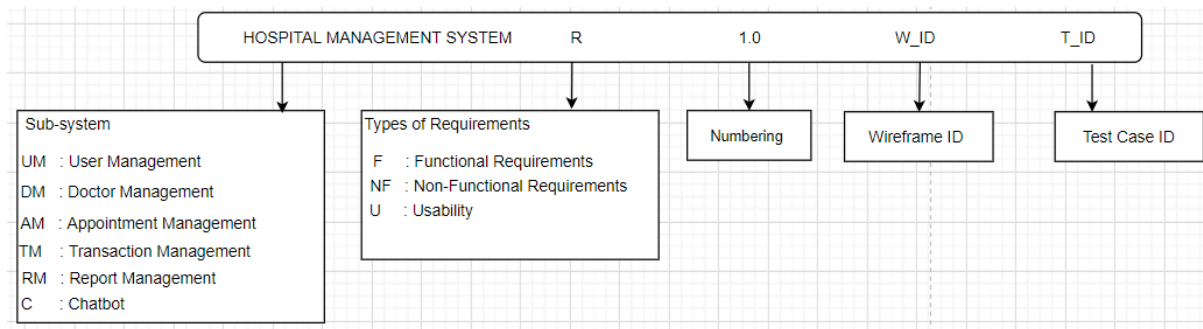 HOSPITAL MANAGEMENT SYSTEM R 1.0 W_ID T_ID
Sub-system
UM : User Management
DM : Doctor Management
AM : Appointment Management
TM : Transaction Management
RM : Report Management
C : Chatbot
Types of Requirements
F : Functional Requirements
NF : Non-Functional Requirements
U : Usability
Numbering
Wireframe ID
Test Case ID